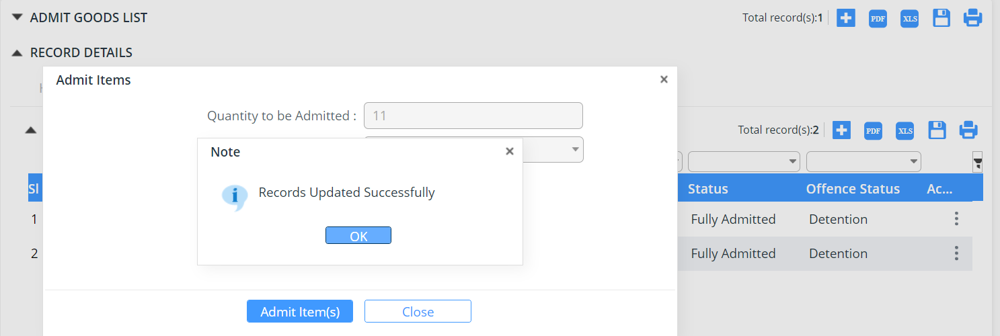 ADMIT GOODS LIST
Total record(s):1
PDF
XLS
RECORD DETAILS
Admit Items
Quantity to be Admitted :
11
Total record(s):2
PDF
XLS
Note
Records Updated Successfully
OK
Sl
Status
Offence Status
Ac...
1
Fully Admitted
Detention
2
Fully Admitted
Detention
Admit Item(s)
Close